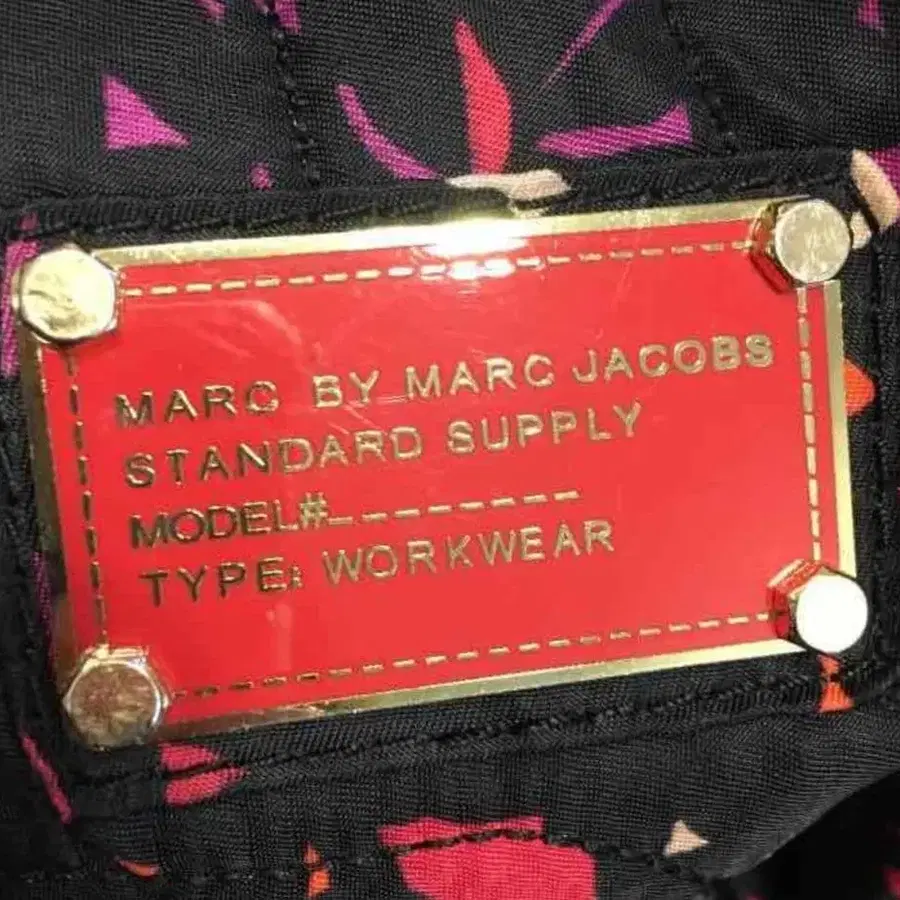 MARC BY MARC JACOBS
STANDARD SUPPLY
MODEL#_ _ _ _ _ _ _ _
TYPE: WORKWEAR